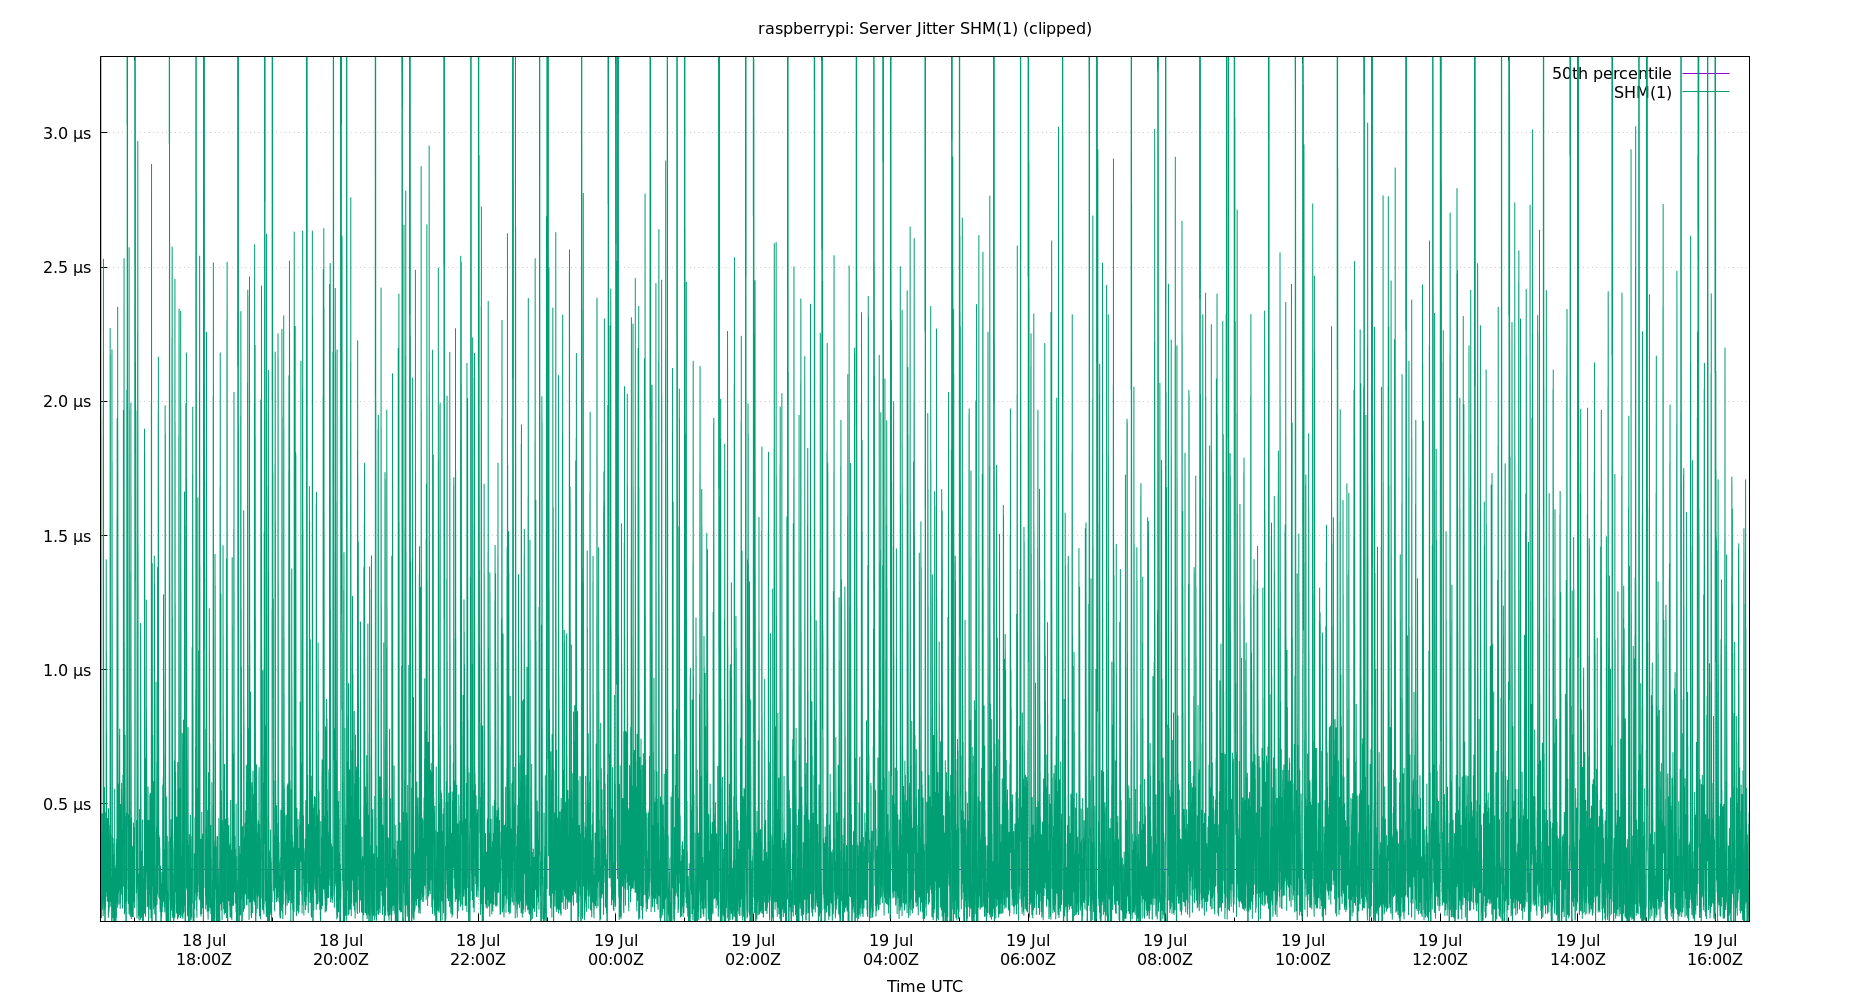 raspberrypi: Server Jitter SHM(1) (clipped)
50th percentile
SHM(1)
3.0 µs
2.5 µs
2.0 µs
1.5 µs
1.0 µs
0.5 µs
18 Jul 18 Jul 18 Jul 19 Jul 19 Jul 19 Jul 19 Jul 19 Jul 19 Jul 19 Jul 19 Jul 19 Jul
18:00Z 20:00Z 22:00Z 00:00Z 02:00Z 04:00Z 06:00Z 08:00Z 10:00Z 12:00Z 14:00Z 16:00Z
Time UTC